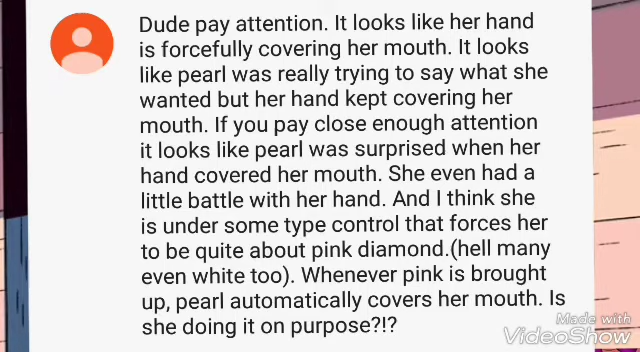 Dude pay attention. It looks like her hand
is forcefully covering her mouth. It looks
like pearl was really trying to say what she
wanted but her hand kept covering her
mouth. If you pay close enough attention
it looks like pearl was surprised when her
hand covered her mouth. She even had a
little battle with her hand. And I think she
is under some type control that forces her
to be quite about pink diamond.(hell many
even white too). Whenever pink is brought
up, pearl automatically covers her mouth. Is
she doing it on purpose?!?
Made with
VideoShow